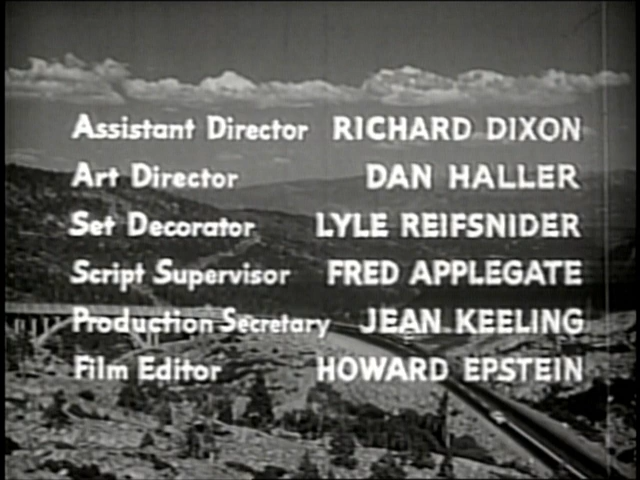 Assistant Director RICHARD DIXON
Art Director DAN HALLER
Set Decorator LYLE REIFSNIDER
Script Supervisor FRED APPLEGATE
Production Secretary JEAN KEELING
Film Editor HOWARD EPSTEIN